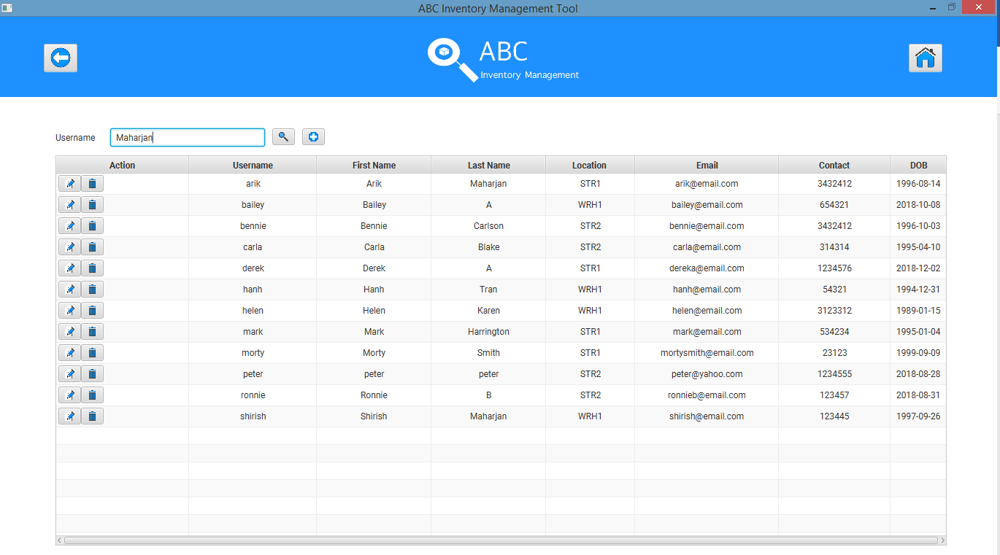 ABC Inventory Management Tool
ABC
Inventory Management
Username Maharjan
Action Username First Name Last Name Location Email Contact DOB
arik Arik Maharjan STR1 arik@email.com 3432412 1996-08-14
bailey Bailey A WRH1 bailey@email.com 654321 2018-10-08
bennie Bennie Carlson STR2 bennie@email.com 3432412 1996-10-03
carla Carla Blake STR2 carla@email.com 314314 1995-04-10
derek Derek A STR1 dereka@email.com 1234576 2018-12-02
hanh Hanh Tran WRH1 hanh@email.com 54321 1994-12-31
helen Helen Karen WRH1 helen@email.com 3123312 1989-01-15
mark Mark Harrington STR1 mark@email.com 534234 1995-01-04
morty Morty Smith STR1 mortysmith@email.com 23123 1999-09-09
peter peter peter STR2 peter@yahoo.com 1234555 2018-08-28
ronnie Ronnie B STR2 ronnieb@email.com 123457 2018-08-31
shirish Shirish Maharjan WRH1 shirish@email.com 123445 1997-09-26